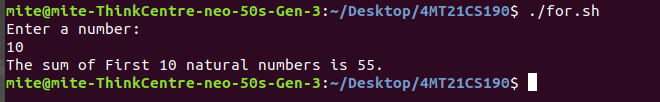 mite@mite-ThinkCentre-neo-50s-Gen-3:~/Desktop/4MT21CS190$ ./for.sh
Enter a number:
10
The sum of First 10 natural numbers is 55.
mite@mite-ThinkCentre-neo-50s-Gen-3:~/Desktop/4MT21CS190$